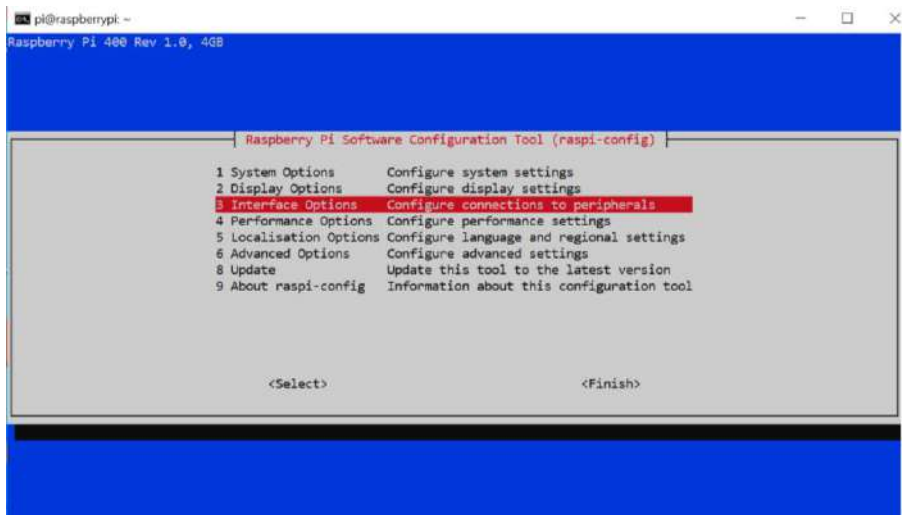 pi@raspberrypi: ~
Raspberry Pi 400 Rev 1.0, 4GB
Raspberry Pi Software Configuration Tool (raspi-config)
1 System Options Configure system settings
2 Display Options Configure display settings
3 Interface Options Configure connections to peripherals
4 Performance Options Configure performance settings
5 Localisation Options Configure language and regional settings
6 Advanced Options Configure advanced settings
8 Update Update this tool to the latest version
9 About raspi-config Information about this configuration tool
<Select> <Finish>